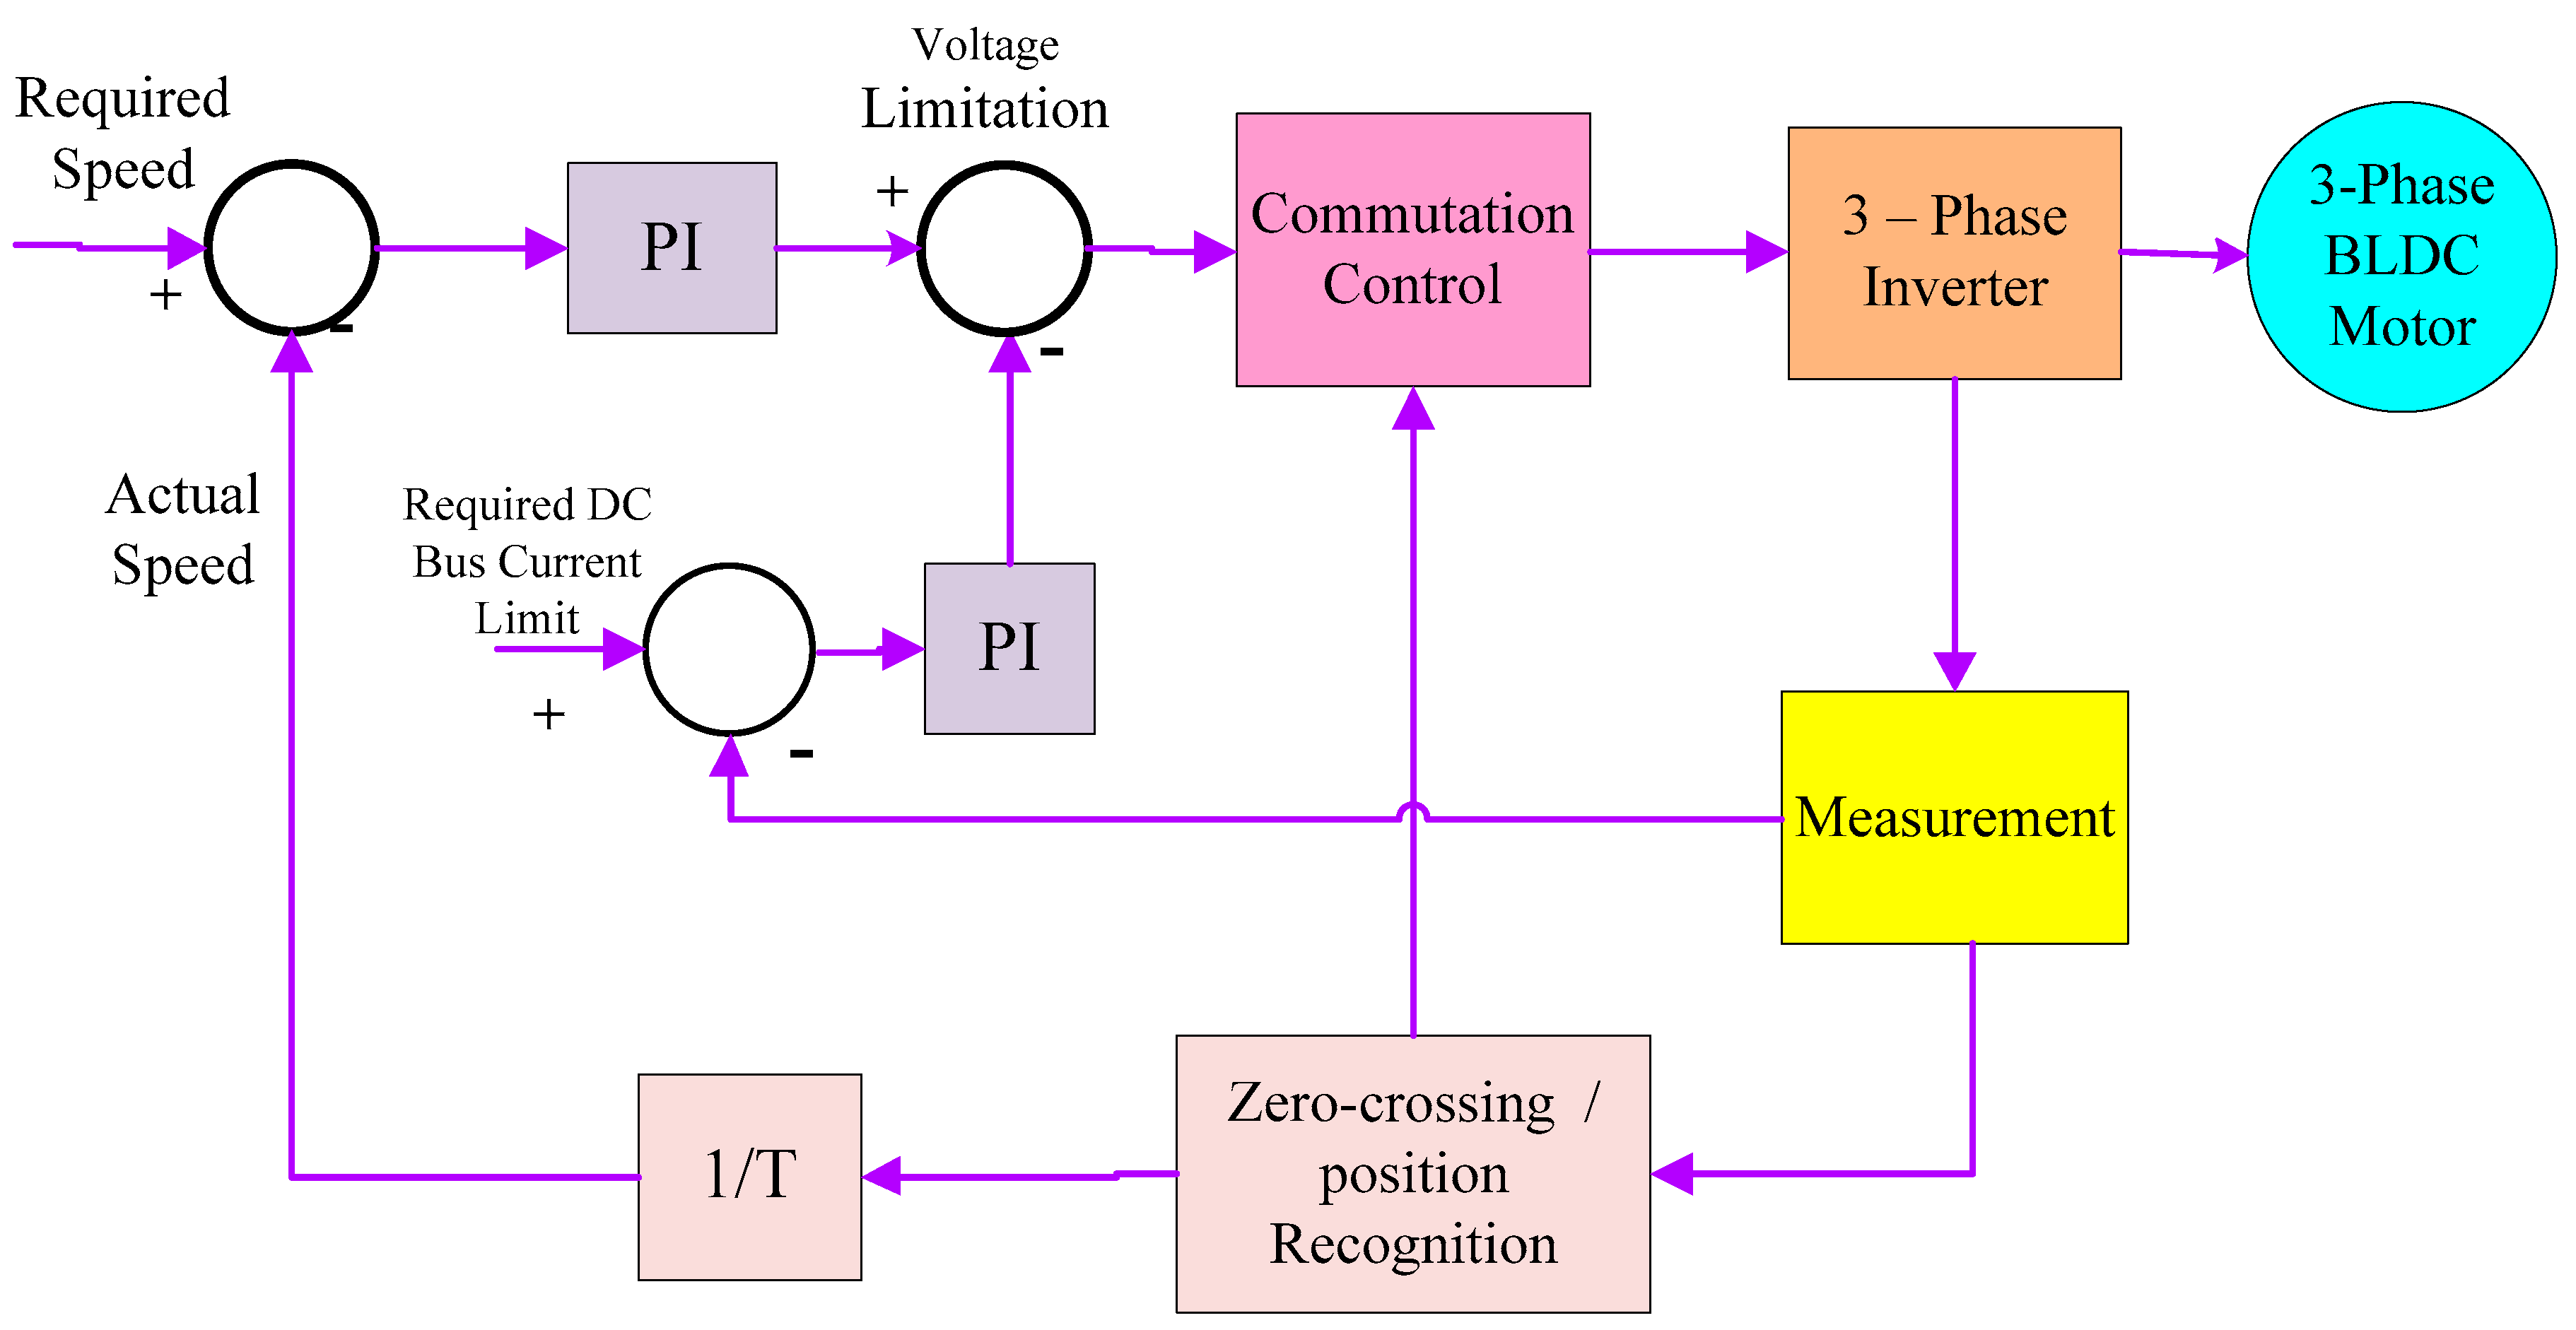 Required
Speed
+
-
PI
Voltage
Limitation
+
-
Commutation
Control
3 – Phase
Inverter
3-Phase
BLDC
Motor
Actual
Speed
Required DC
Bus Current
Limit
+
-
PI
Measurement
1/T
Zero-crossing /
position
Recognition